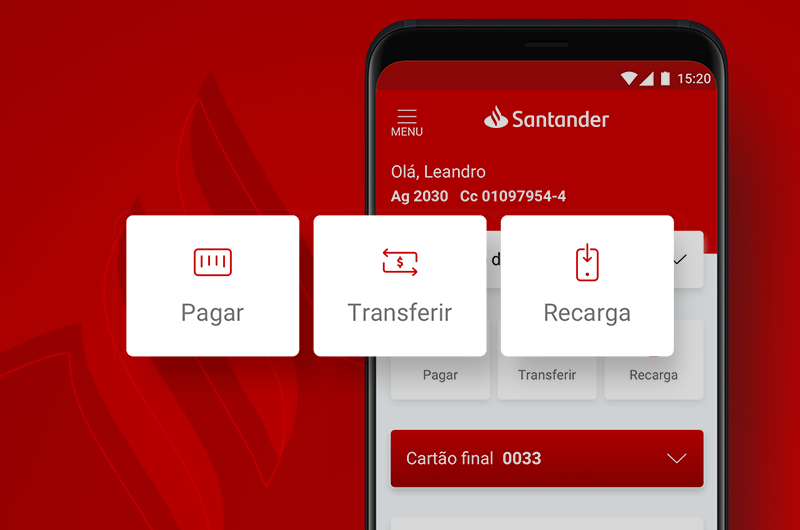 15:20
MENU
Santander
Olá, Leandro
Ag 2030 Cc 01097954-4
d
Pagar
Transferir
Recarga
Pagar
Transferir
Recarga
Cartão final 0033